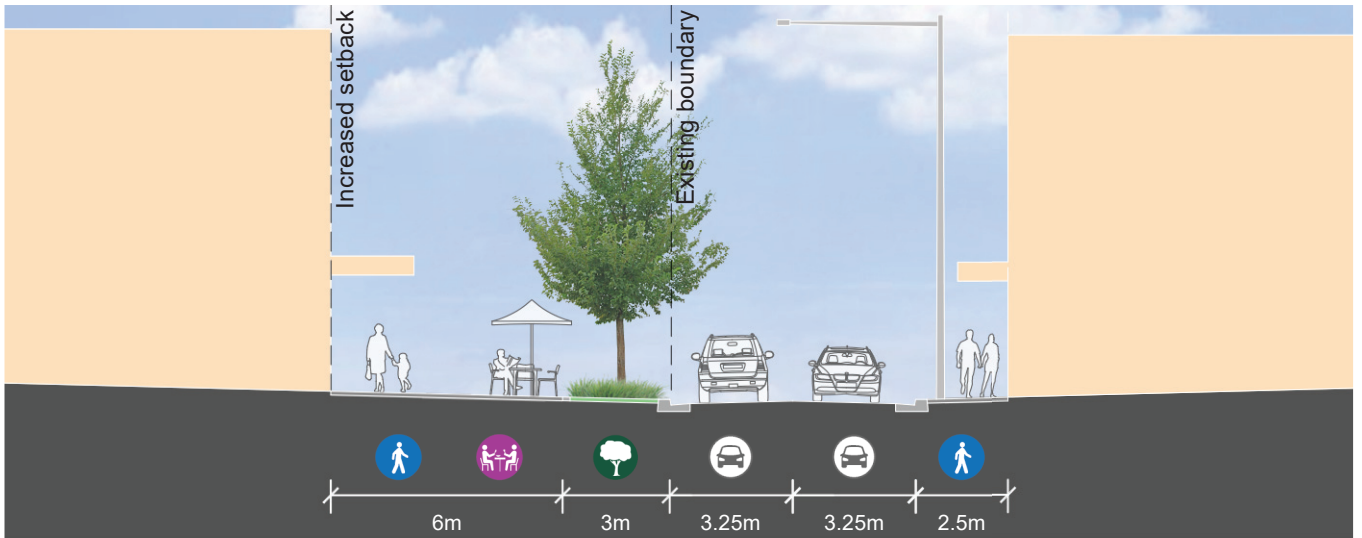 Increased setback
Existing boundary
6m
3m
3.25m
3.25m
2.5m